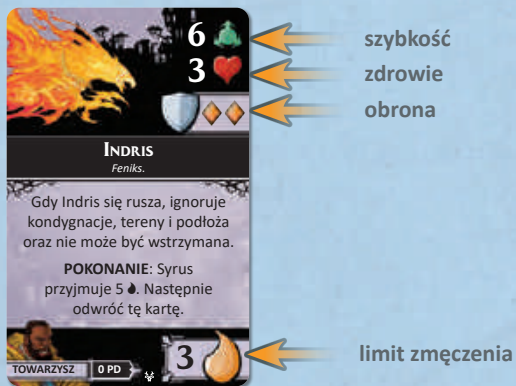 6 szybkość
3 zdrowie
obrona
INDRIS
Feniks.
Gdy Indris się rusza, ignoruje
kondygnacje, tereny i podłoża
oraz nie może być wstrzymana.
POKONANIE: Syrus
przyjmuje 5 . Następnie
odwróć tę kartę.
TOWARZYSZ 0 PD 3 limit zmęczenia